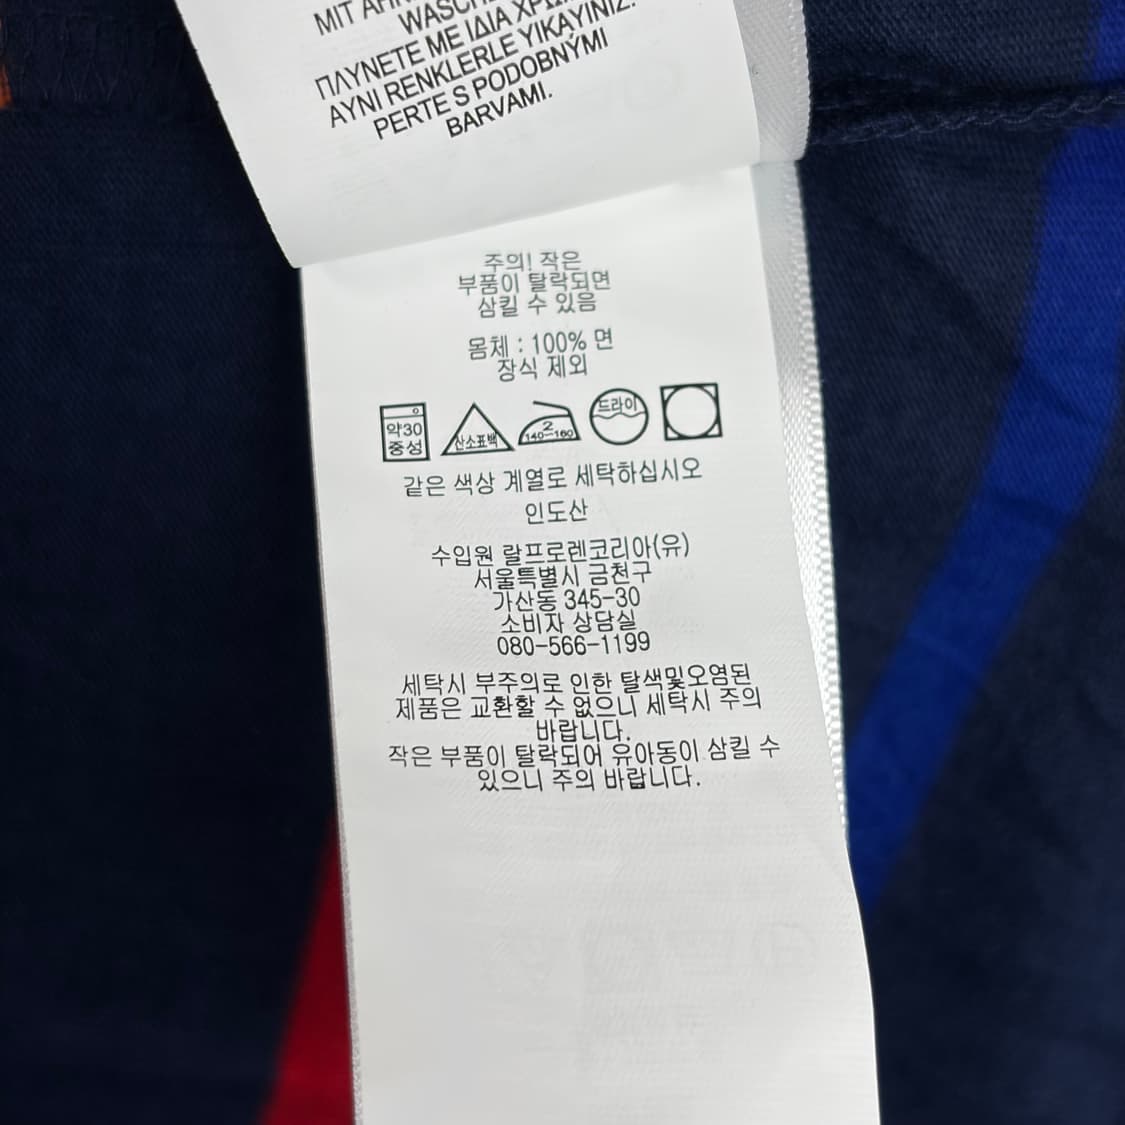 MIT
WASCH
ΠΛΥΝΕΤΕ ΜΕ ΙΔΙΑ
AYNI RENKLERLE YIKAYINIZ.
PERTE S PODOBNÝMI
BARVAMI.
주의! 작은
부품이 탈락되면
삼킬 수 있음
몸체 : 100% 면
장식 제외
약30
중성
산소표백
2
140~160
드라이
같은 색상 계열로 세탁하십시오
인도산
수입원 랄프로렌코리아(유)
서울특별시 금천구
가산동 345-30
소비자 상담실
080-566-1199
세탁시 부주의로 인한 탈색및오염된
제품은 교환할 수 없으니 세탁시 주의
바랍니다.
작은 부품이 탈락되어 유아동이 삼킬 수
있으니 주의 바랍니다.